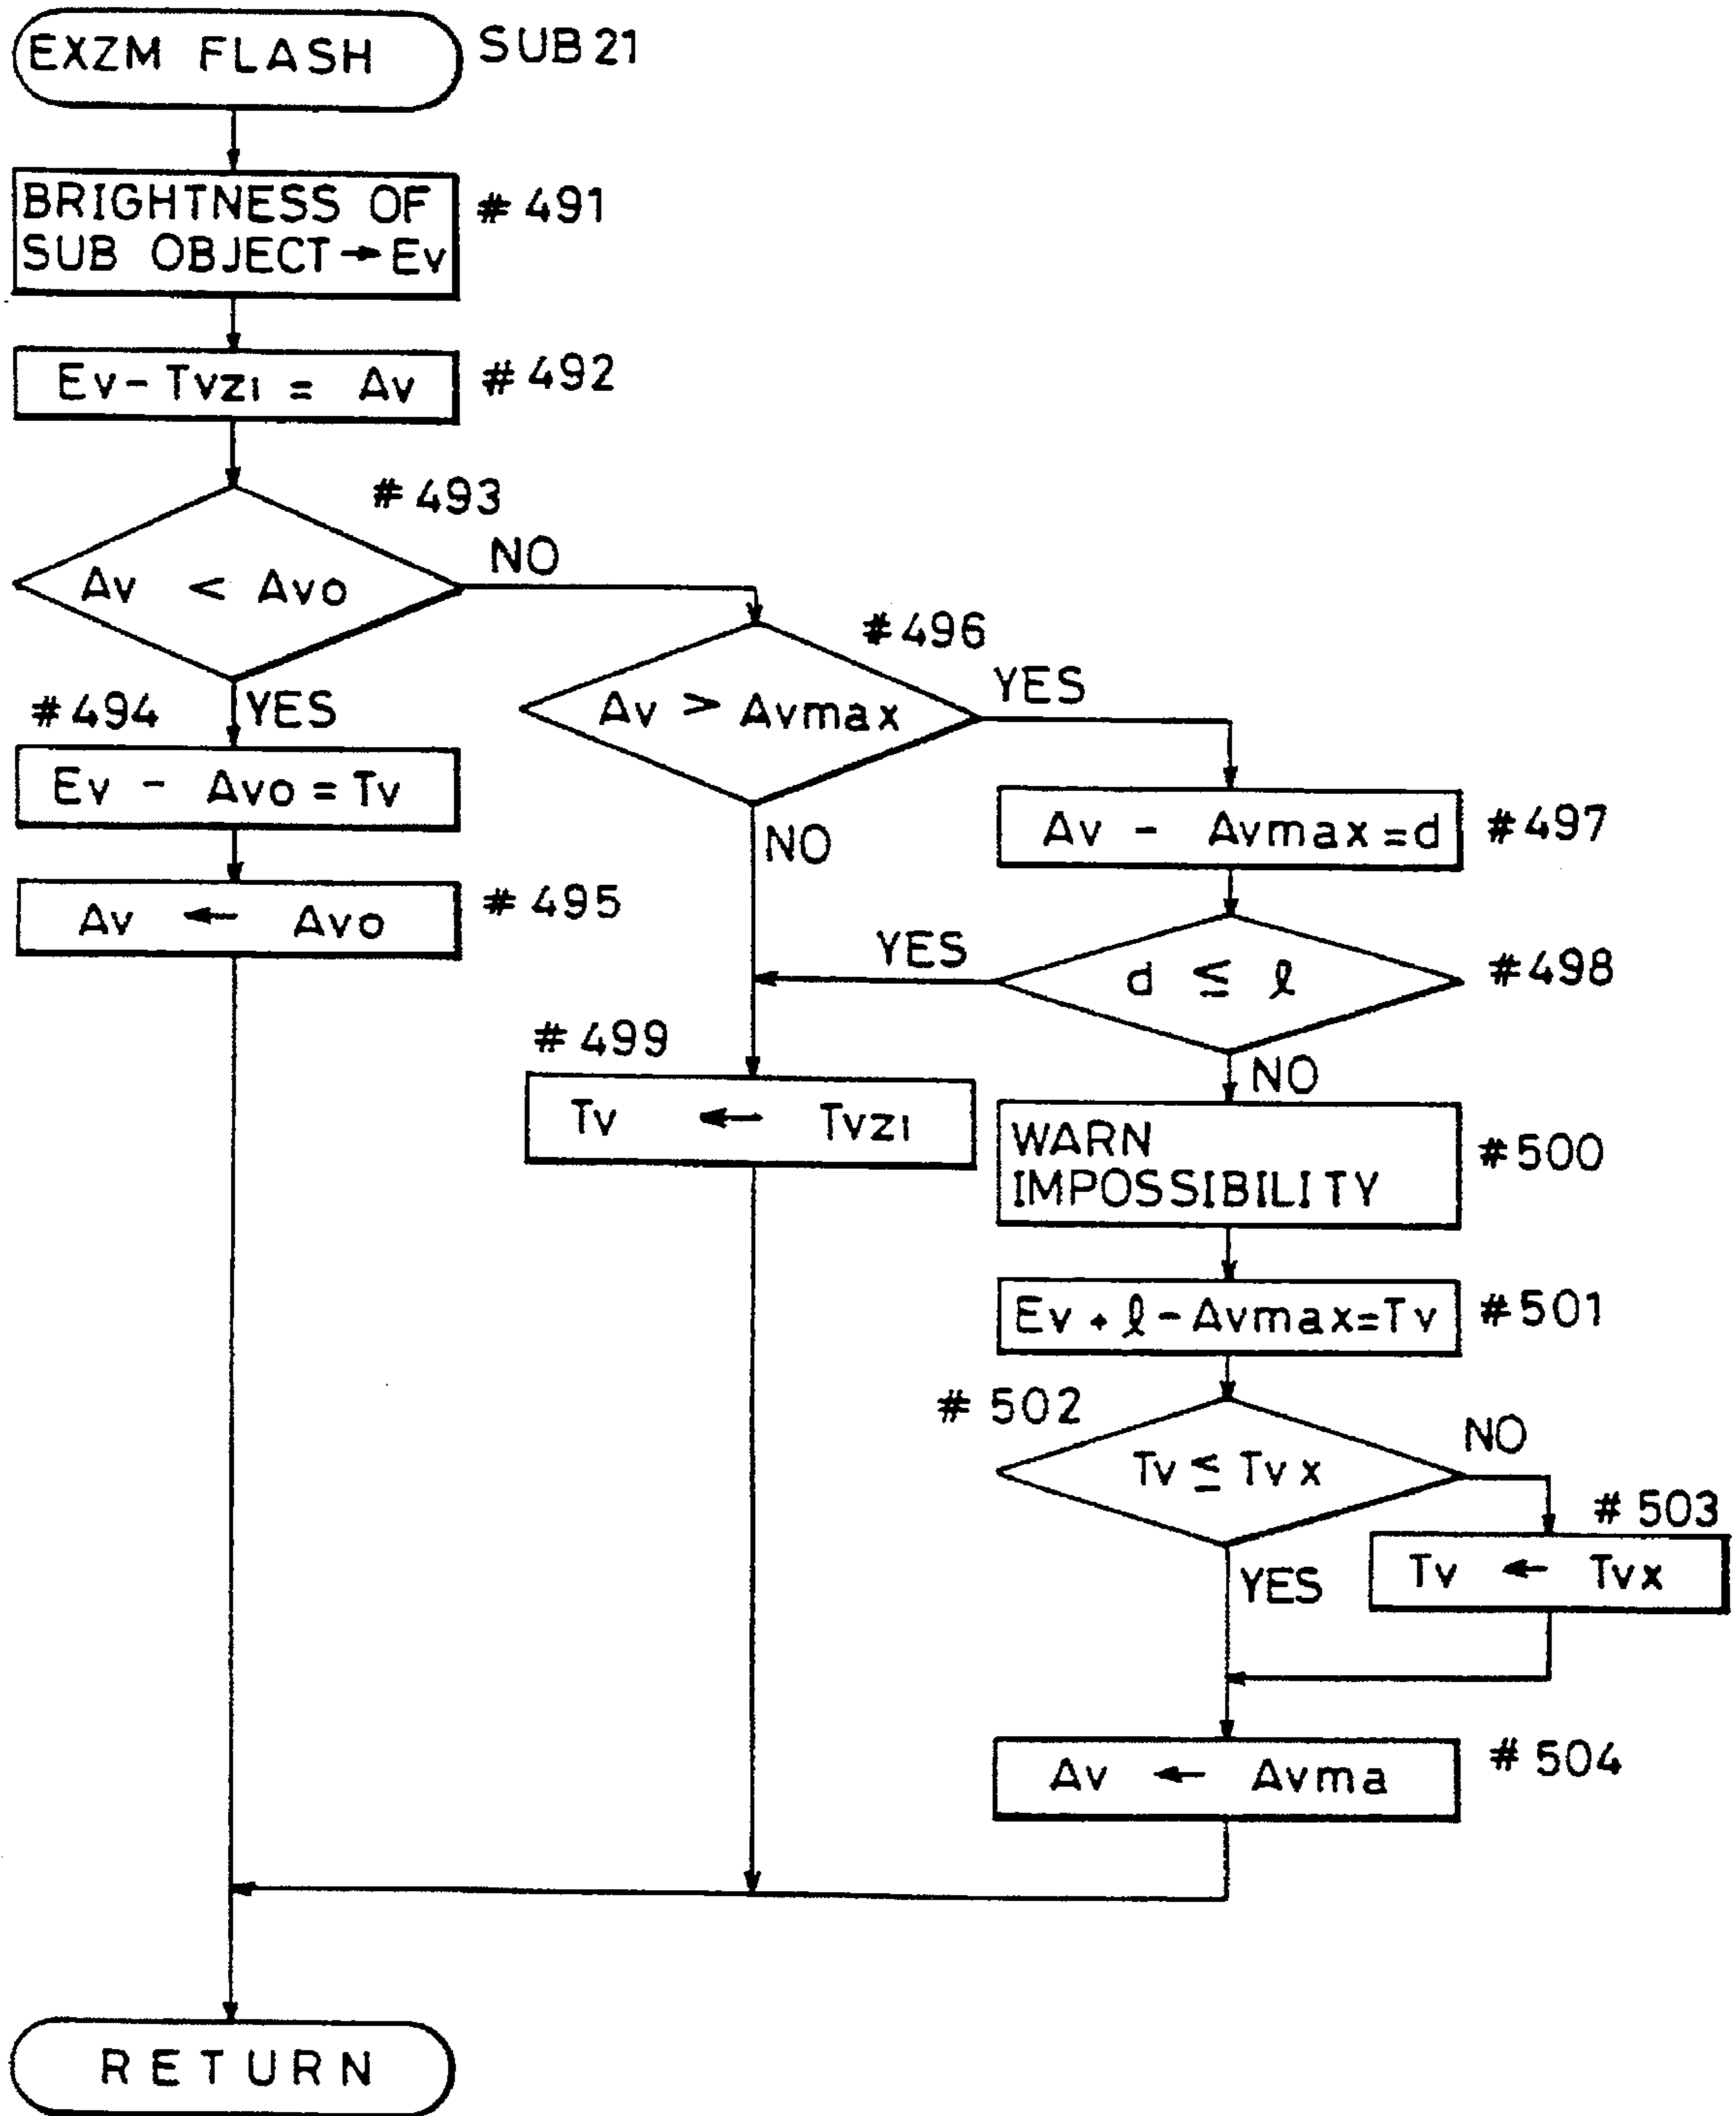 EXZM FLASH
SUB 21
BRIGHTNESS OF
SUB OBJECT → Ev
#491
Ev - Tvzı = Av
#492
#493
Av < Avo
NO
YES
#494
Ev - Avo = Tv
Av ← Avo
#495
#496
Av > Avmax
YES
NO
Av - Avmax = d
#497
d ≤ ℓ
#498
YES
NO
#499
Tv ← Tvzı
WARN
IMPOSSIBILITY
#500
Ev + ℓ - Avmax = Tv
#501
#502
Tv ≤ Tvx
NO
YES
#503
Tv ← Tvx
Av ← Avma
#504
RETURN